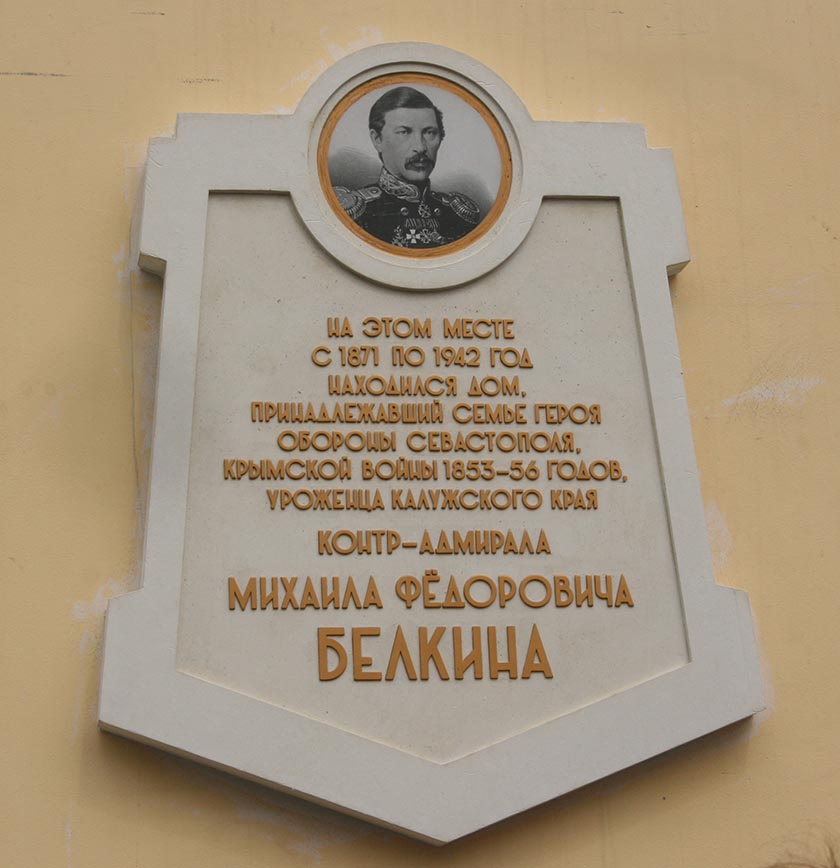 НА ЭТОМ МЕСТЕ
С 1871 ПО 1942 ГОД
НАХОДИЛСЯ ДОМ,
ПРИНАДЛЕЖАВШИЙ СЕМЬЕ ГЕРОЯ
ОБОРОНЫ СЕВАСТОПОЛЯ,
КРЫМСКОЙ ВОЙНЫ 1853-56 ГОДОВ,
УРОЖЕНЦА КАЛУЖСКОГО КРАЯ
КОНТР-АДМИРАЛА
МИХАИЛА ФЁДОРОВИЧА
БЕЛКИНА